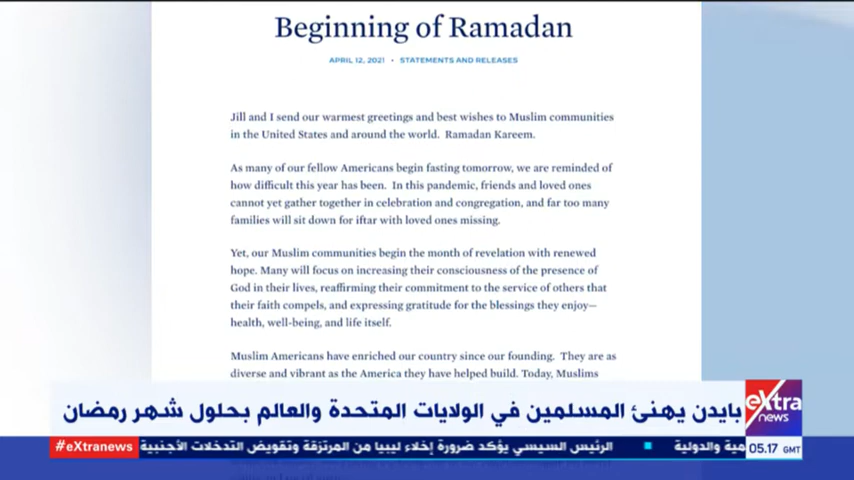 Beginning of Ramadan
APRIL 12, 2021 • STATEMENTS AND RELEASES
Jill and I send our warmest greetings and best wishes to Muslim communities
in the United States and around the world. Ramadan Kareem.
As many of our fellow Americans begin fasting tomorrow, we are reminded of
how difficult this year has been. In this pandemic, friends and loved ones
cannot yet gather together in celebration and congregation, and far too many
families will sit down for iftar with loved ones missing.
Yet, our Muslim communities begin the month of revelation with renewed
hope. Many will focus on increasing their consciousness of the presence of
God in their lives, reaffirming their commitment to the service of others that
their faith compels, and expressing gratitude for the blessings they enjoy—
health, well-being, and life itself.
Muslim Americans have enriched our country since our founding. They are as
diverse and vibrant as the America they have helped build. Today, Muslims
بايدن يهنئ المسلمين في الولايات المتحدة والعالم بحلول شهر رمضان
eXtra
news
05.17 GMT
والدولية ■ الرئيس السيسي يؤكد ضرورة إخلاء ليبيا من المرتزقة وتقويض التدخلات الأجنبية
#eXtranews